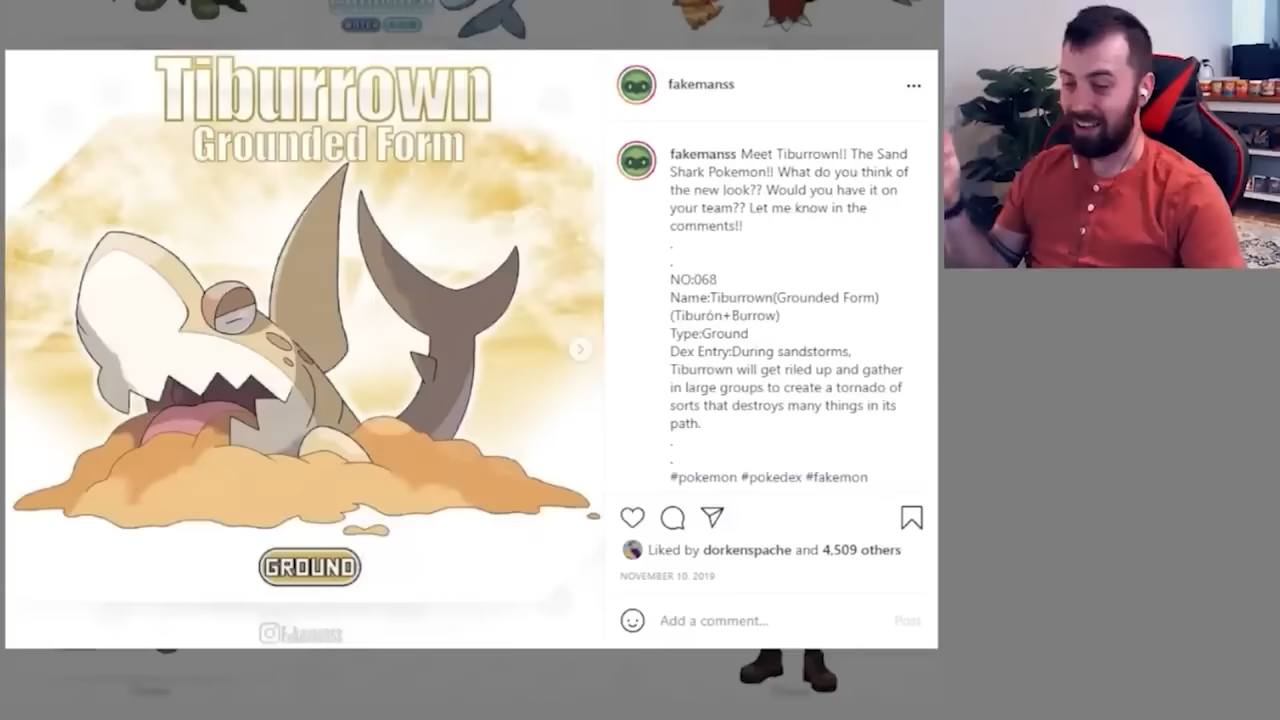 Tiburrown
Grounded Form
GROUND
fakemanss
fakemanss
...
fakemanss Meet Tiburrown!! The Sand
Shark Pokemon!! What do you think of
the new look?? Would you have it on
your team?? Let me know in the
comments!!
.
.
NO:068
Name:Tiburrown(Grounded Form)
(Tiburón+Burrow)
Type:Ground
Dex Entry:During sandstorms,
Tiburrown will get riled up and gather
in large groups to create a tornado of
sorts that destroys many things in its
path.
.
.
#pokemon #pokedex #fakemon
Liked by dorkenspache and 4,509 others
NOVEMBER 10, 2019
Add a comment...
Post